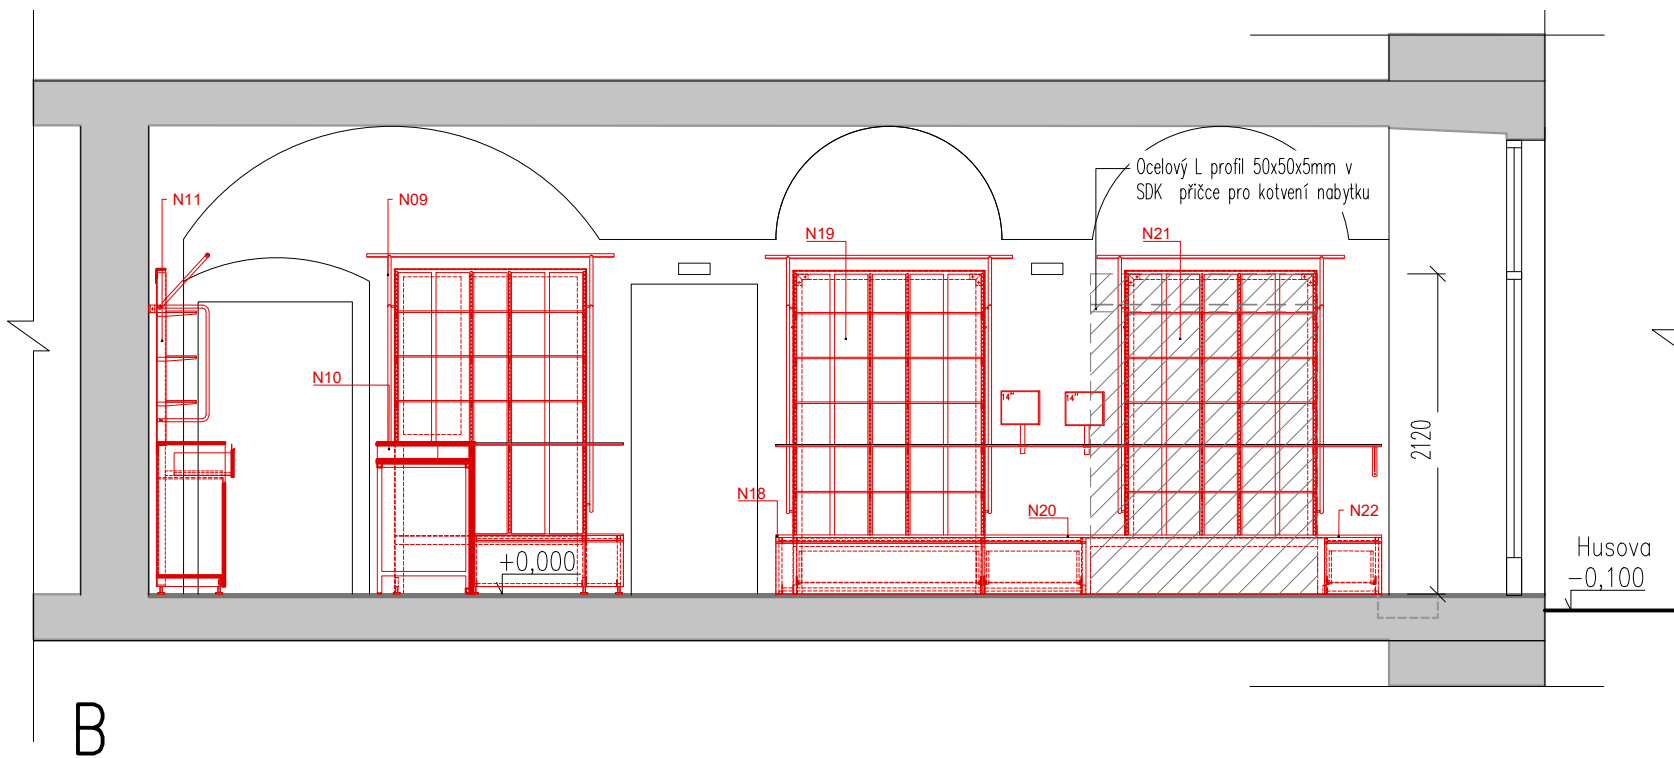 Ocelový L profil 50x50x5mm v
SDK příčce pro kotvení nabytku
N11
N09
N19
N21
N10
14"
14"
2120
N18
N20
N22
+0,000
Husova
-0,100
B